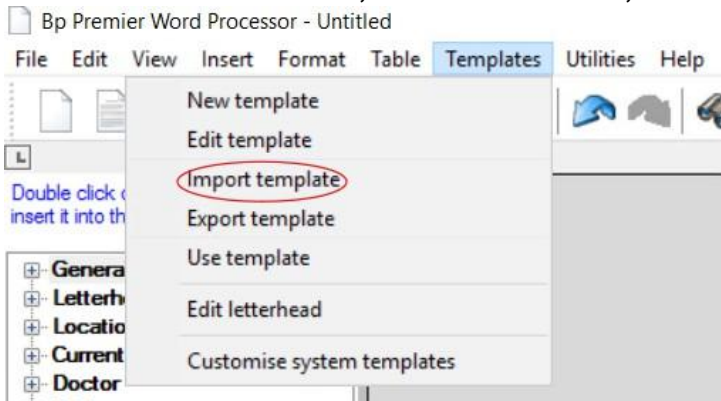 Bp Premier Word Processor - Untitled
File Edit View Insert Format Table Templates Utilities Help
New template
Edit template
L
Import template
Double click
insert it into th
Export template
Use template
Genera
Letterh
Edit letterhead
Locatio
Current
Customise system templates
Doctor